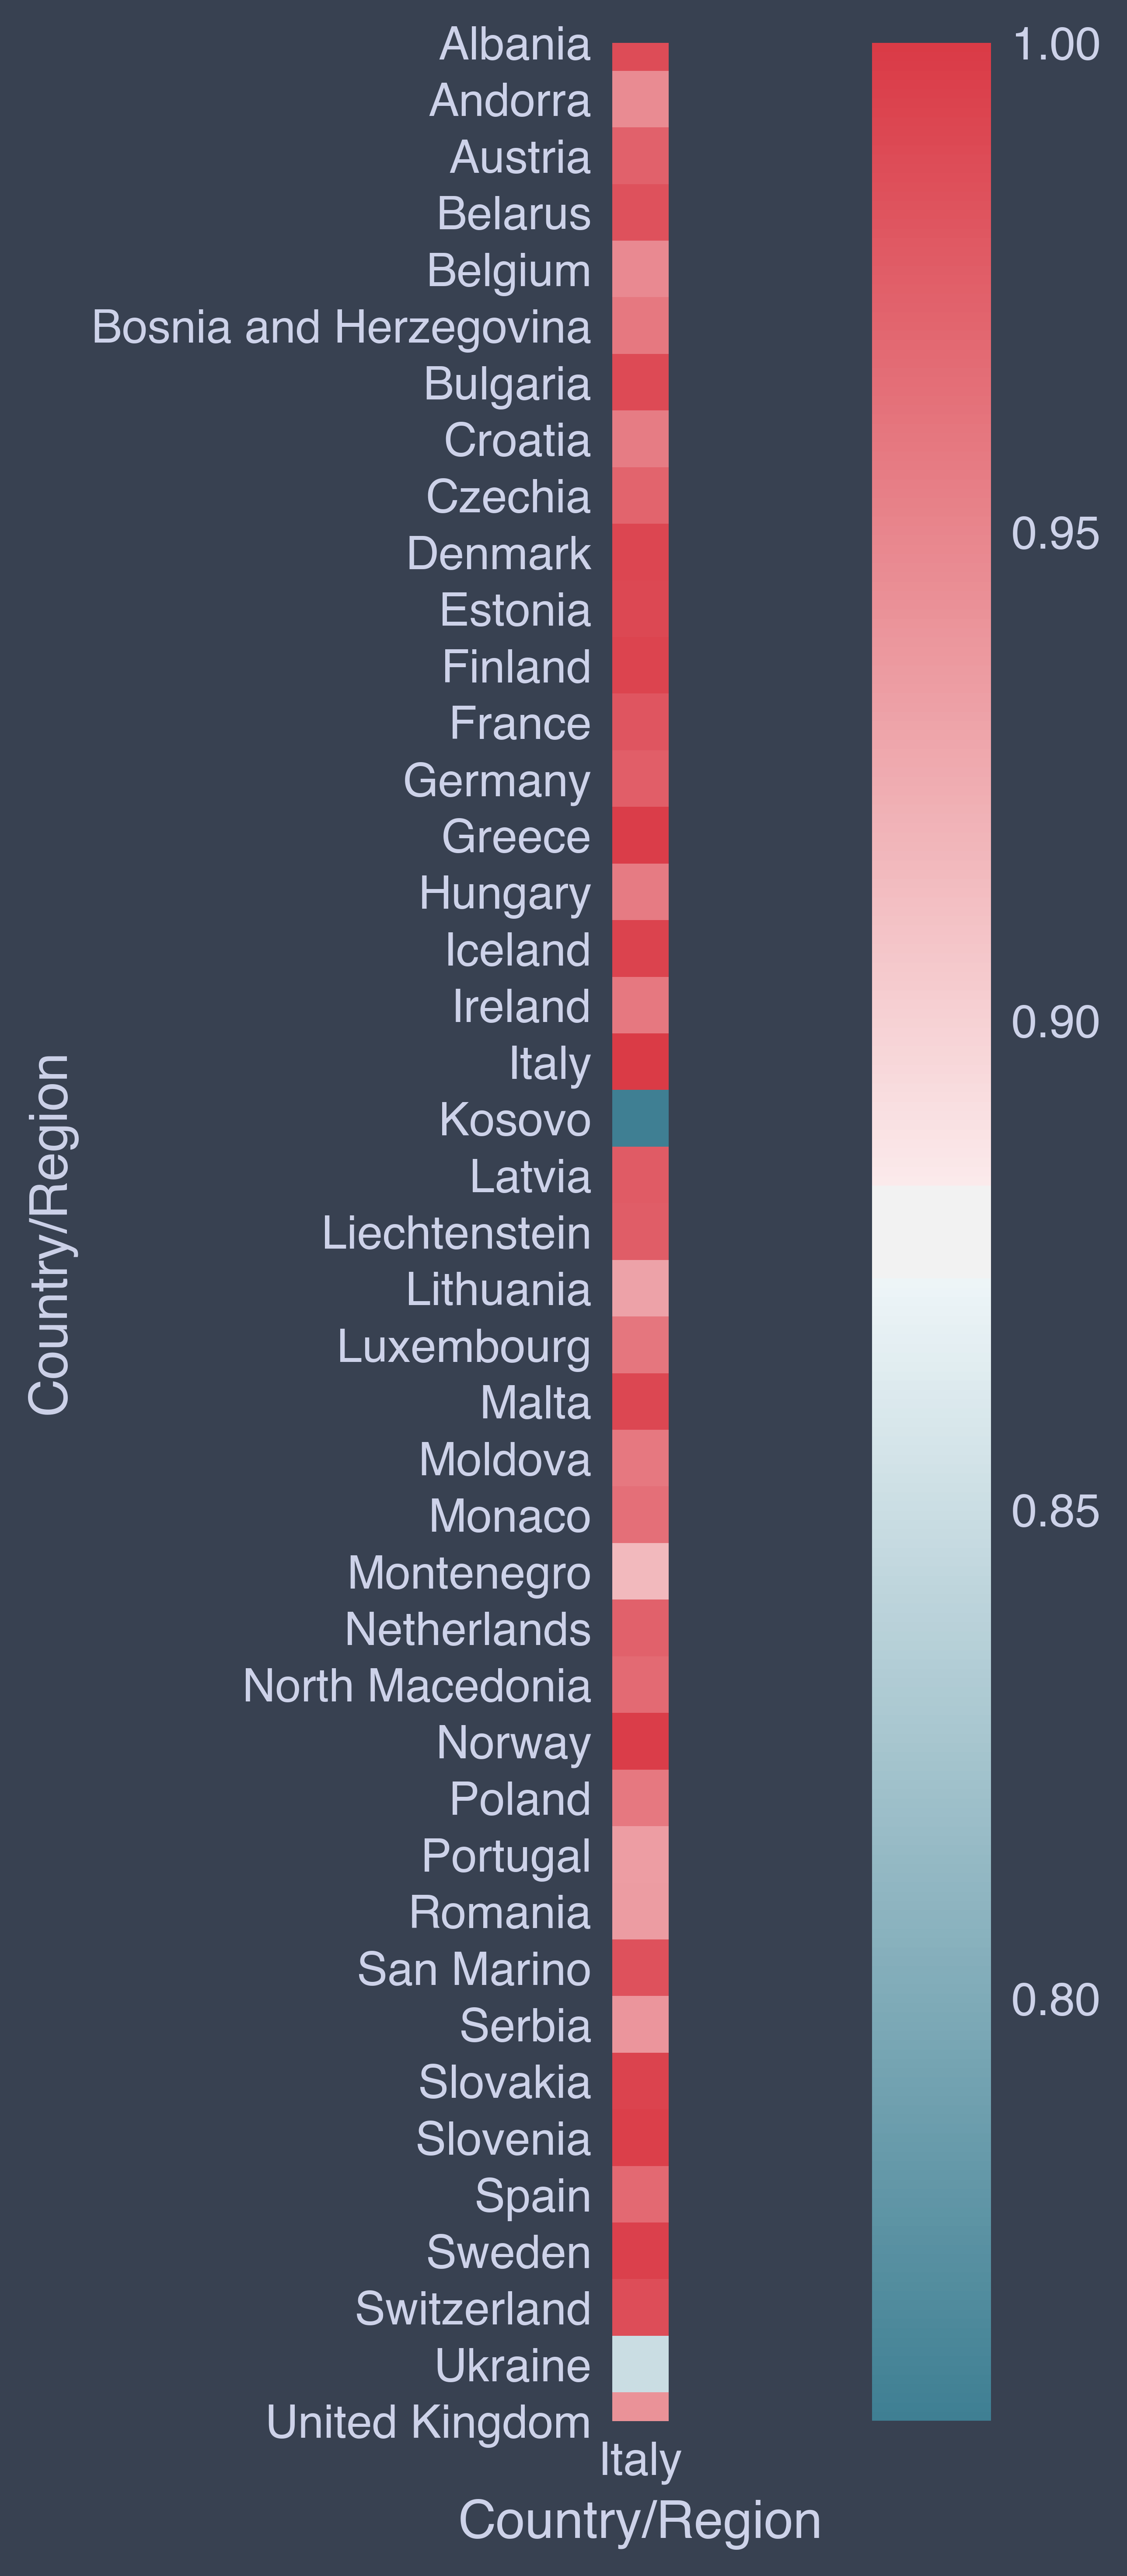 Albania
Andorra
Austria
Belarus
Belgium
Bosnia and Herzegovina
Bulgaria
Croatia
Czechia
Denmark
Estonia
Finland
France
Germany
Greece
Hungary
Iceland
Ireland
Italy
Kosovo
Latvia
Liechtenstein
Lithuania
Luxembourg
Malta
Moldova
Monaco
Montenegro
Netherlands
North Macedonia
Norway
Poland
Portugal
Romania
San Marino
Serbia
Slovakia
Slovenia
Spain
Sweden
Switzerland
Ukraine
United Kingdom
Country/Region
Italy
Country/Region
1.00
0.95
0.90
0.85
0.80